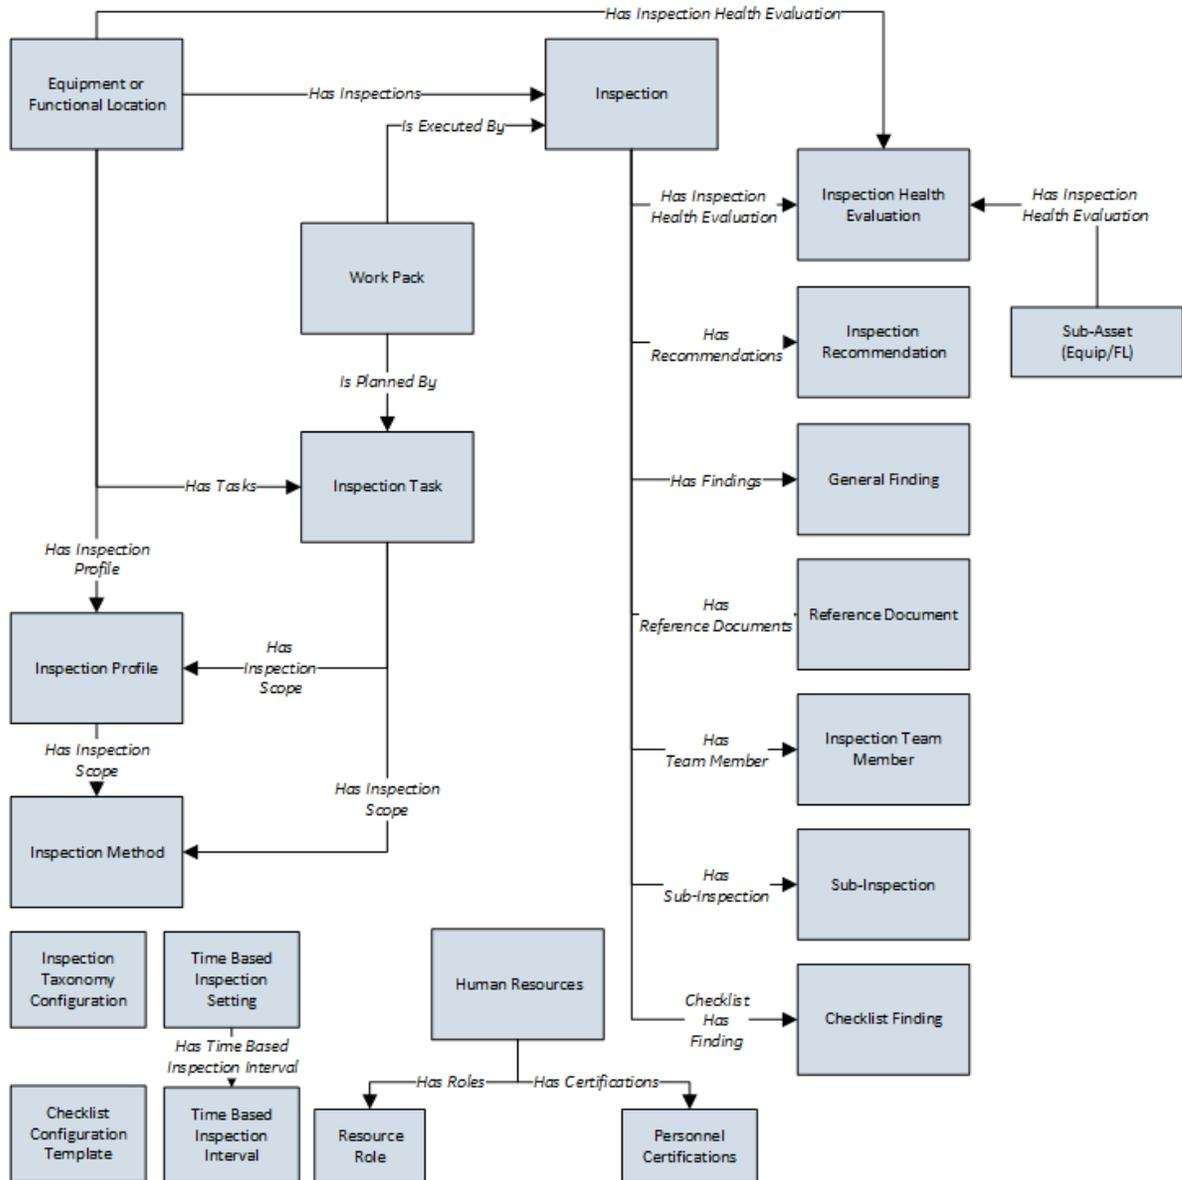 Has Inspection Health Evaluation
Equipment or
Functional Location
Has Inspections
Inspection
Is Executed By
Has Inspection
Health Evaluation
Inspection Health
Evaluation
Has Inspection
Health Evaluation
Work Pack
Has
Recommendations
Inspection
Recommendation
Sub-Asset
(Equip/FL)
Is Planned By
Has Tasks
Inspection Task
Has Findings
General Finding
Has Inspection
Profile
Has
Reference Documents
Reference Document
Inspection Profile
Has
Inspection
Scope
Has Inspection
Scope
Has
Team Member
Inspection Team
Member
Has Inspection
Scope
Inspection Method
Has
Sub-Inspection
Sub-Inspection
Inspection
Taxonomy
Configuration
Time Based
Inspection
Setting
Human Resources
Checklist
Has
Finding
Checklist Finding
Has Time Based
Inspection Interval
Has Roles
Has Certifications
Checklist
Configuration
Template
Time Based
Inspection
Interval
Resource
Role
Personnel
Certifications